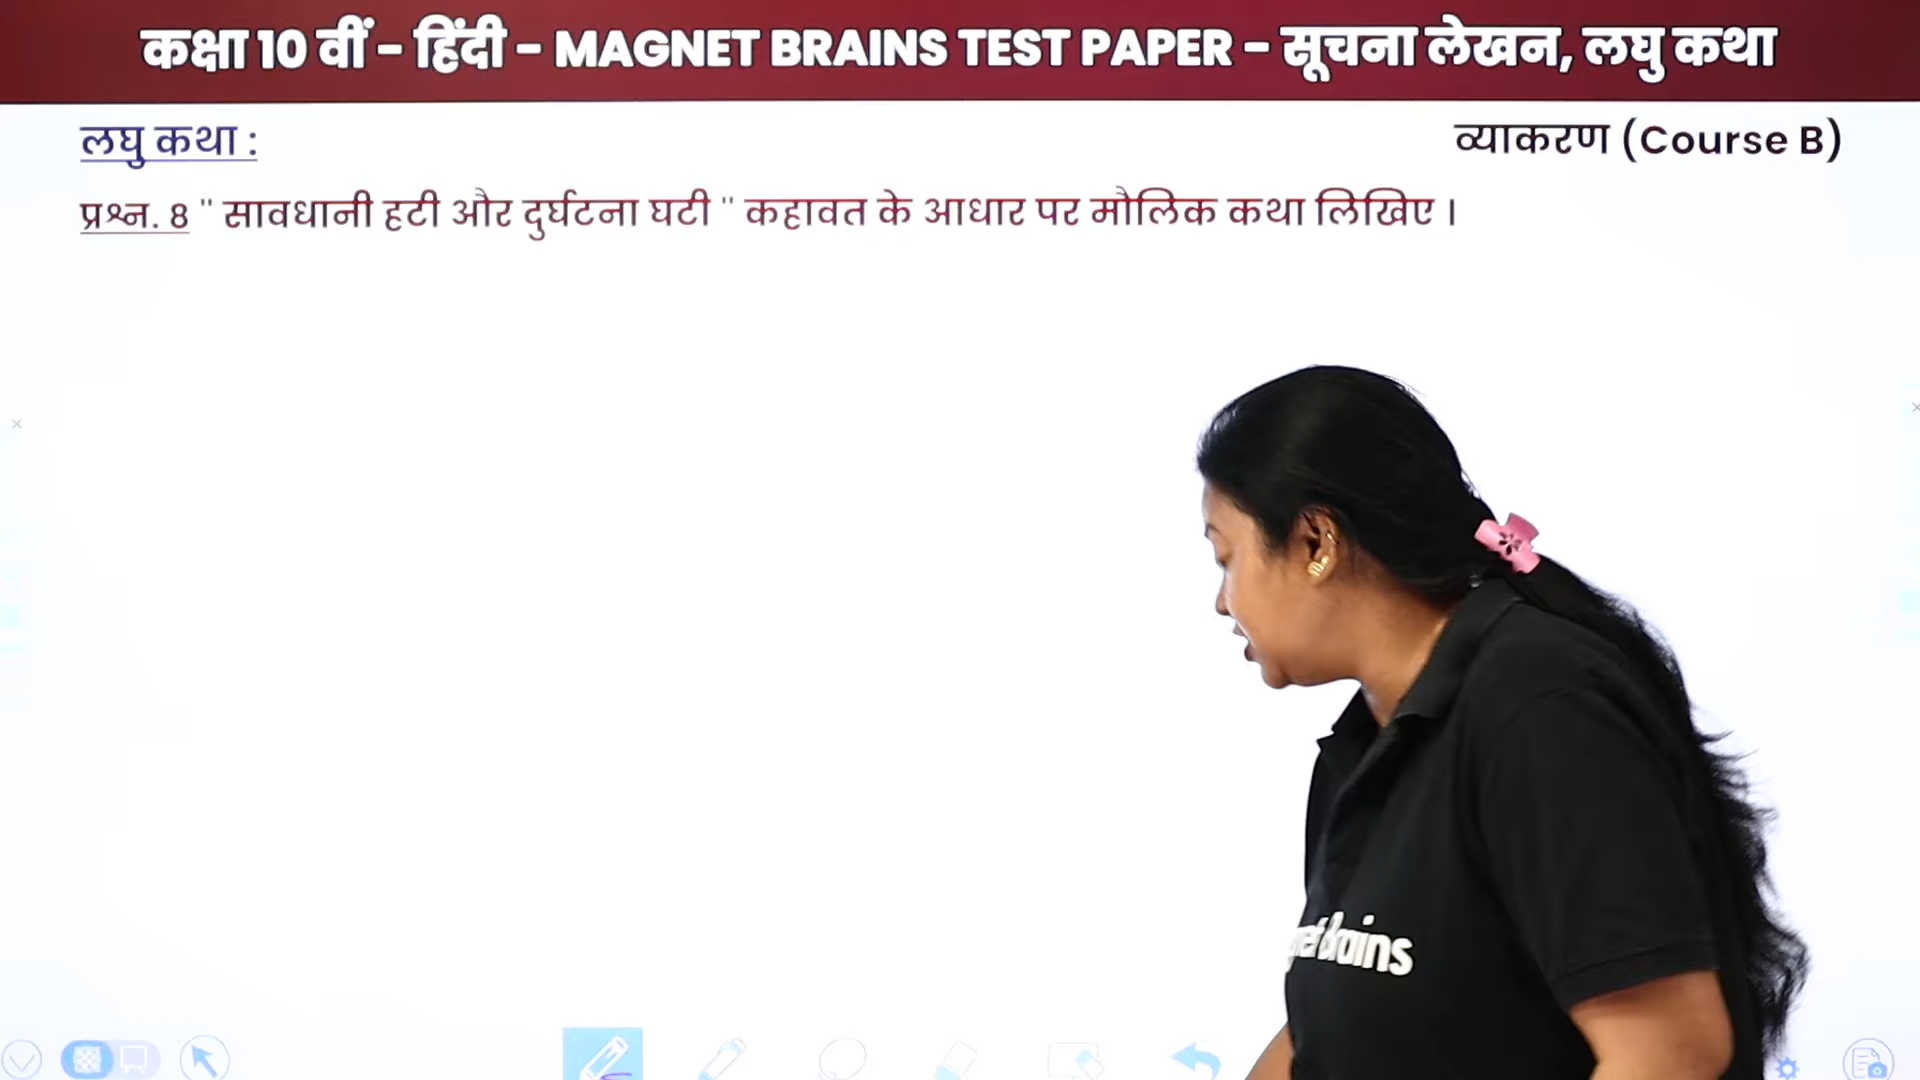 कक्षा 10 वीं – हिंदी – MAGNET BRAINS TEST PAPER – सूचना लेखन, लघु कथा
लघु कथा :
व्याकरण (Course B)
प्रश्न. 8 " सावधानी हटी और दुर्घटना घटी " कहावत के आधार पर मौलिक कथा लिखिए ।
Brains